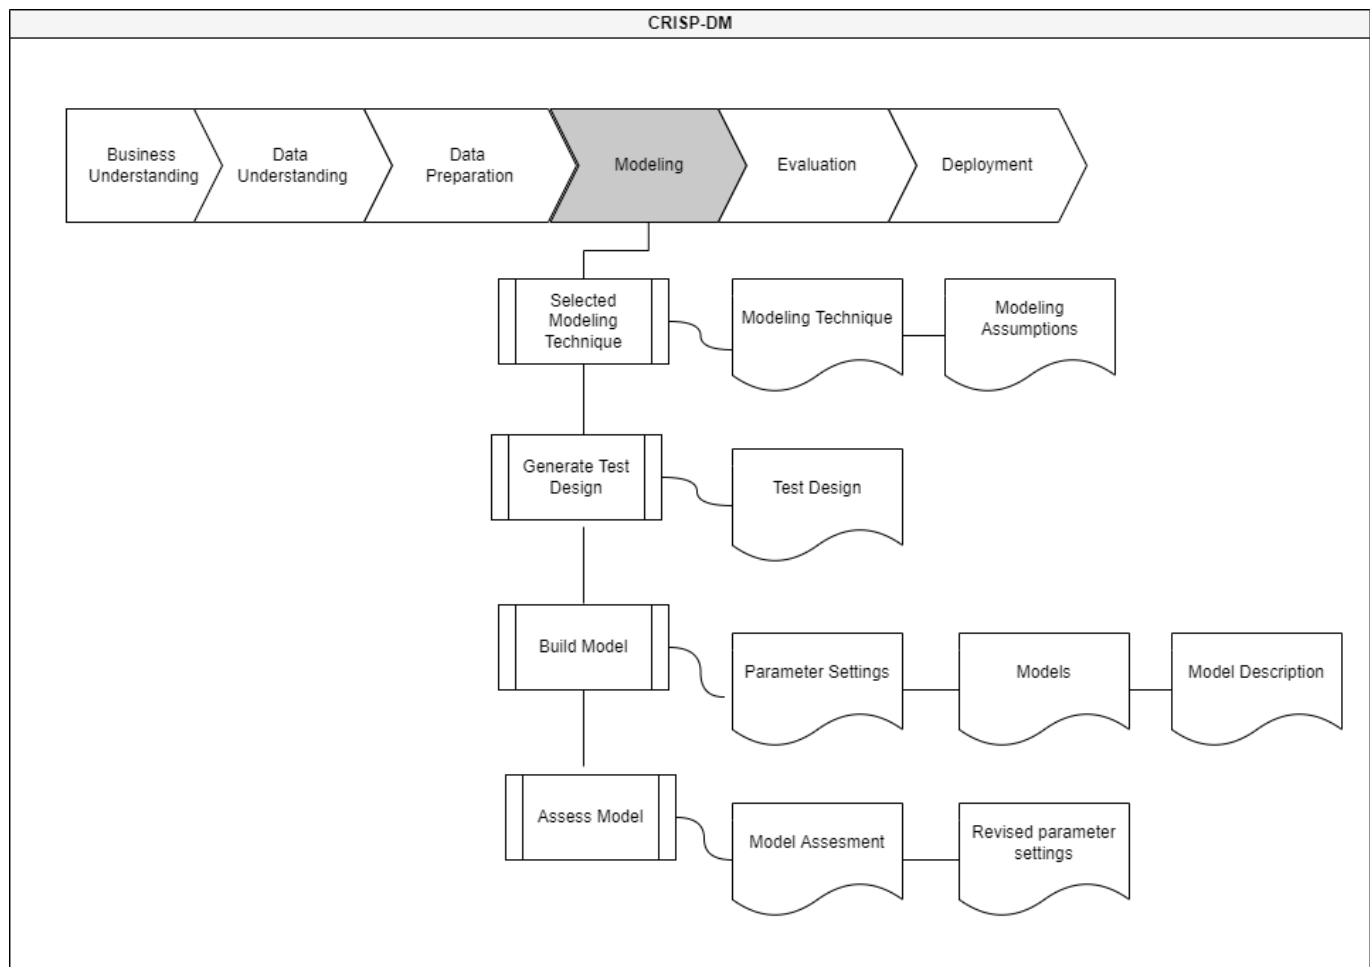 CRISP-DM
Business
Understanding
Data
Understanding
Data
Preparation
Modeling
Evaluation
Deployment
Selected
Modeling
Technique
Modeling Technique
Modeling
Assumptions
Generate Test
Design
Test Design
Build Model
Parameter Settings
Models
Model Description
Assess Model
Model Assesment
Revised parameter
settings